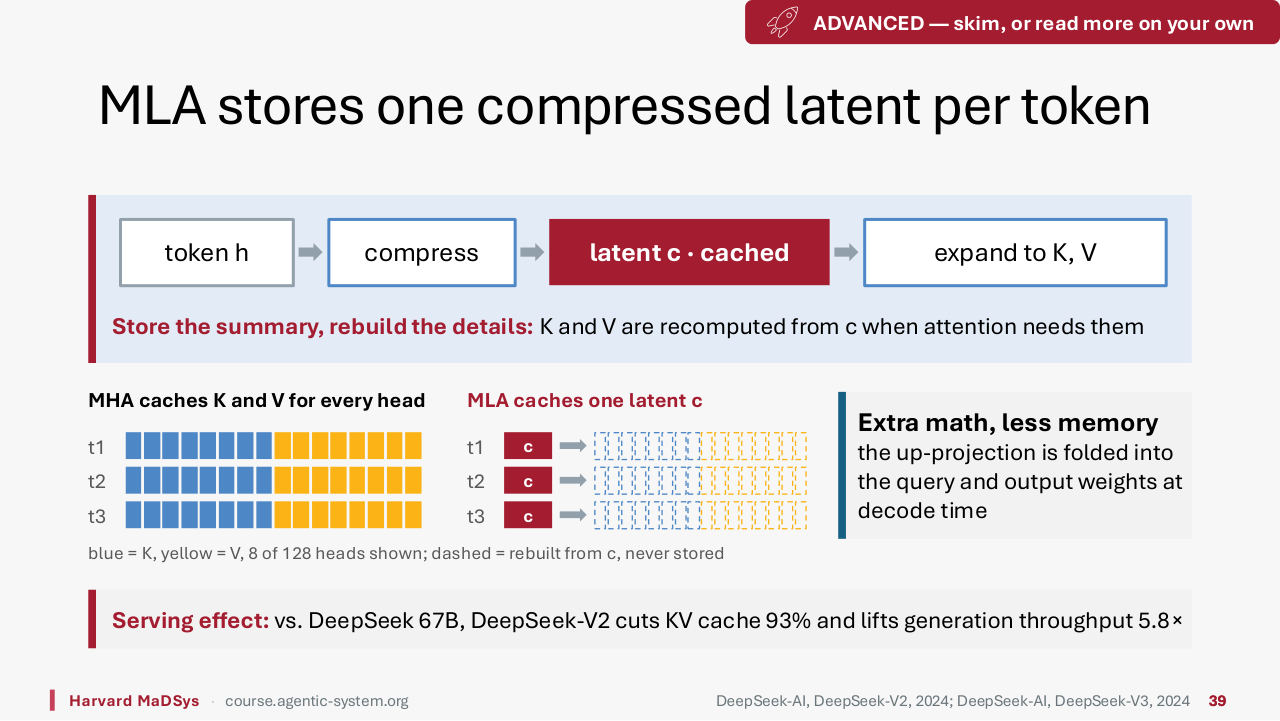 ADVANCED — skim, or read more on your own
MLA stores one compressed latent per token
token h
compress
latent c · cached
expand to K, V
Store the summary, rebuild the details: K and V are recomputed from c when attention needs them
MHA caches K and V for every head
t1
t2
t3
MLA caches one latent c
t1
c
t2
c
t3
c
blue = K, yellow = V, 8 of 128 heads shown; dashed = rebuilt from c, never stored
Extra math, less memory
the up-projection is folded into
the query and output weights at
decode time
Serving effect: vs. DeepSeek 67B, DeepSeek-V2 cuts KV cache 93% and lifts generation throughput 5.8×
Harvard MaDSys · course.agentic-system.org
DeepSeek-AI, DeepSeek-V2, 2024; DeepSeek-AI, DeepSeek-V3, 2024 39